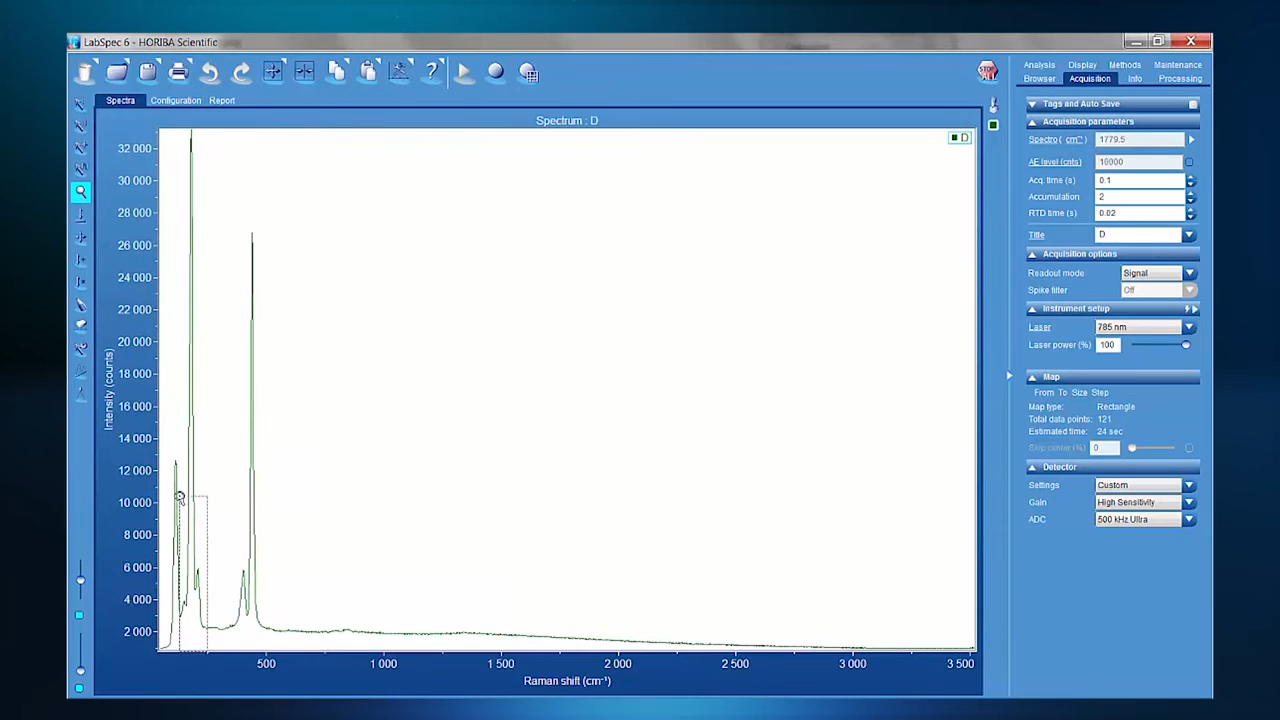 LabSpec 6 - HORIBA Scientific
Analysis Display Methods Maintenance
Browser Acquisition Info Processing
Spectra Configuration Report
Spectrum : D
D
32 000
30 000
28 000
26 000
24 000
22 000
20 000
18 000
16 000
14 000
12 000
10 000
8 000
6 000
4 000
2 000
Intensity (counts)
500 1 000 1 500 2 000 2 500 3 000 3 500
Raman shift (cm⁻¹)
STOP ALL
Tags and Auto Save
Acquisition parameters
Spectro ( cm⁻¹ ) 1779.5
AE level (cnts) 10000
Acq. time (s) 0.1
Accumulation 2
RTD time (s) 0.02
Title D
Acquisition options
Readout mode Signal
Spike filter Off
Instrument setup
Laser 785 nm
Laser power (%) 100
Map
From To Size Step
Map type: Rectangle
Total data points: 121
Estimated time: 24 sec
Skip center (%) 0
Detector
Settings Custom
Gain High Sensitivity
ADC 500 kHz Ultra